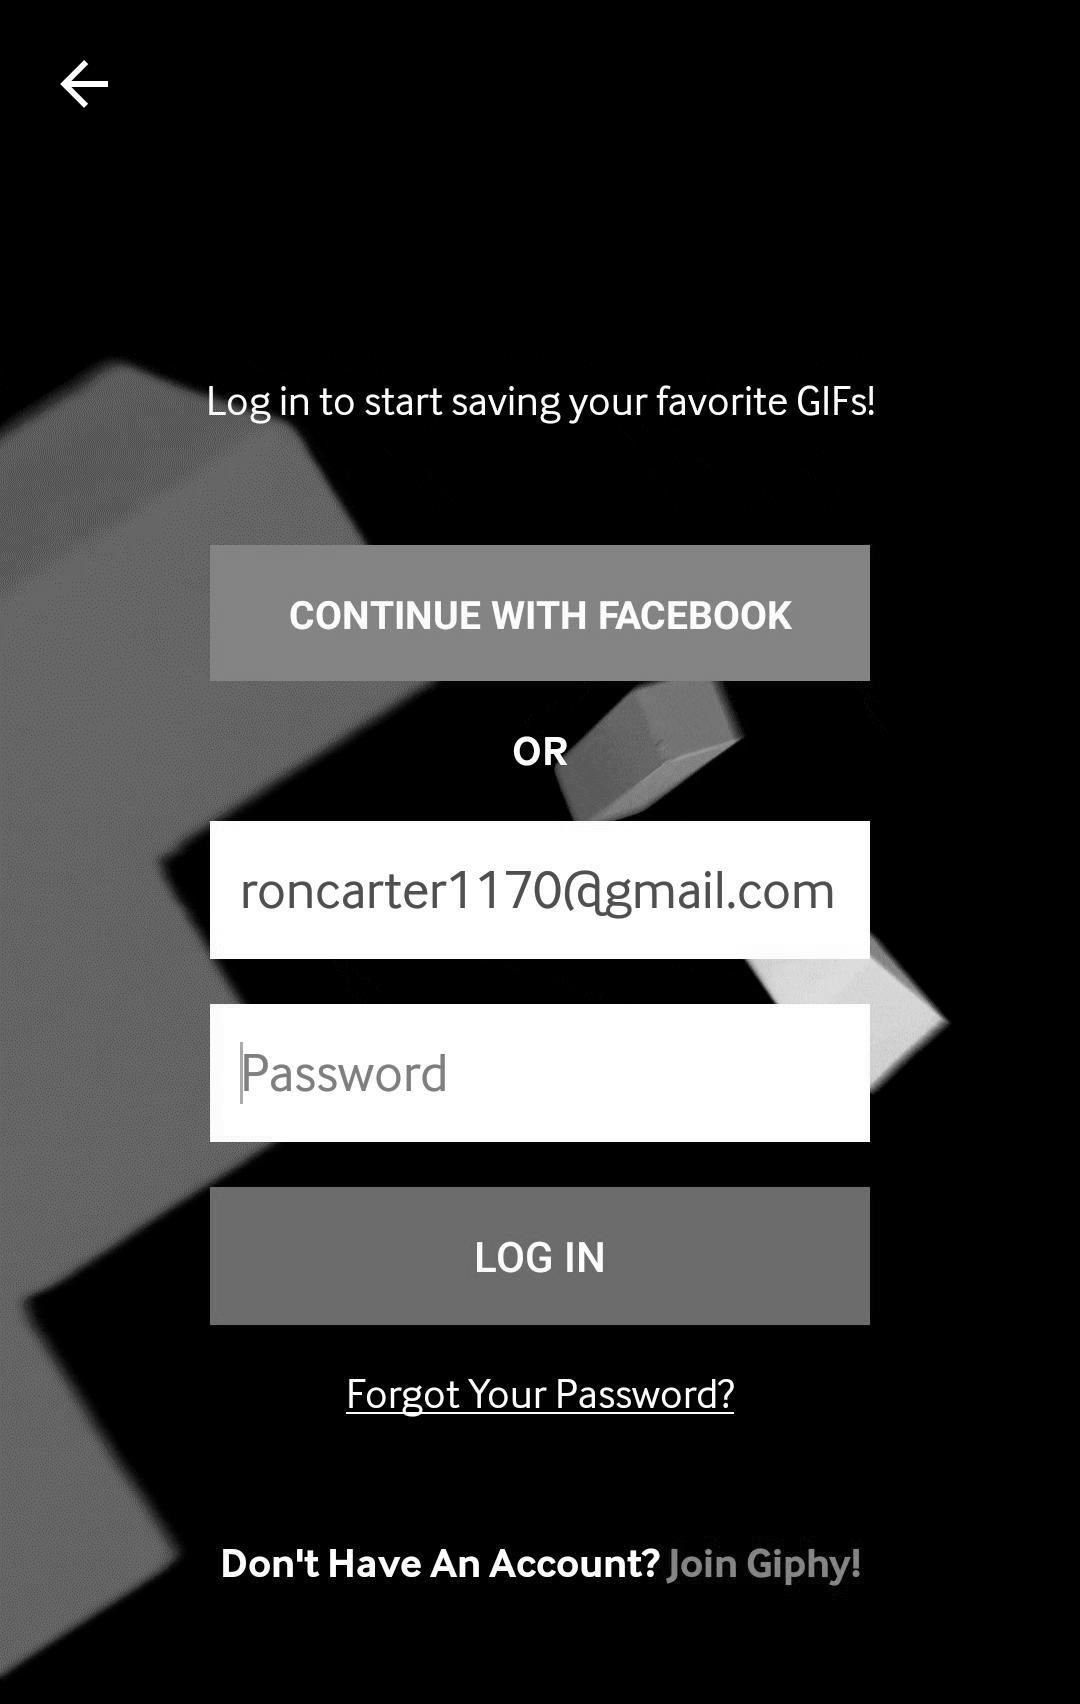 Log in to start saving your favorite GIFs!
CONTINUE WITH FACEBOOK
OR
roncarter1170@gmail.com
Password
LOG IN
Forgot Your Password?
Don't Have An Account? Join Giphy!